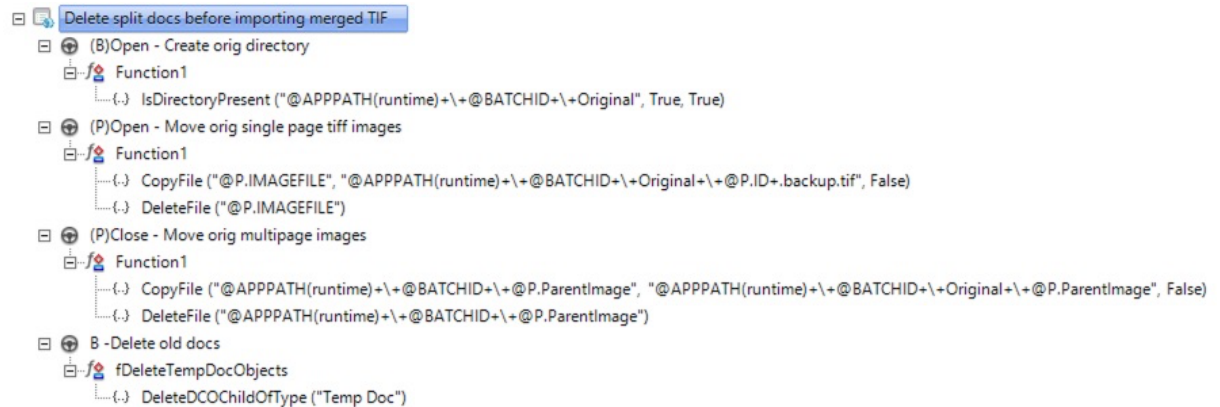 Delete split docs before importing merged TIF
(B)Open - Create orig directory
Function1
IsDirectoryPresent ("@APPPATH(runtime)+\+@BATCHID+\+Original", True, True)
(P)Open - Move orig single page tiff images
Function1
CopyFile ("@P.IMAGEFILE", "@APPPATH(runtime)+\+@BATCHID+\+Original+\+@P.ID+.backup.tif", False)
DeleteFile ("@P.IMAGEFILE")
(P)Close - Move orig multipage images
Function1
CopyFile ("@APPPATH(runtime)+\+@BATCHID+\+@P.ParentImage", "@APPPATH(runtime)+\+@BATCHID+\+Original+\+@P.ParentImage", False)
DeleteFile ("@APPPATH(runtime)+\+@BATCHID+\+@P.ParentImage")
B -Delete old docs
fDeleteTempDocObjects
DeleteDCOChildOfType ("Temp Doc")